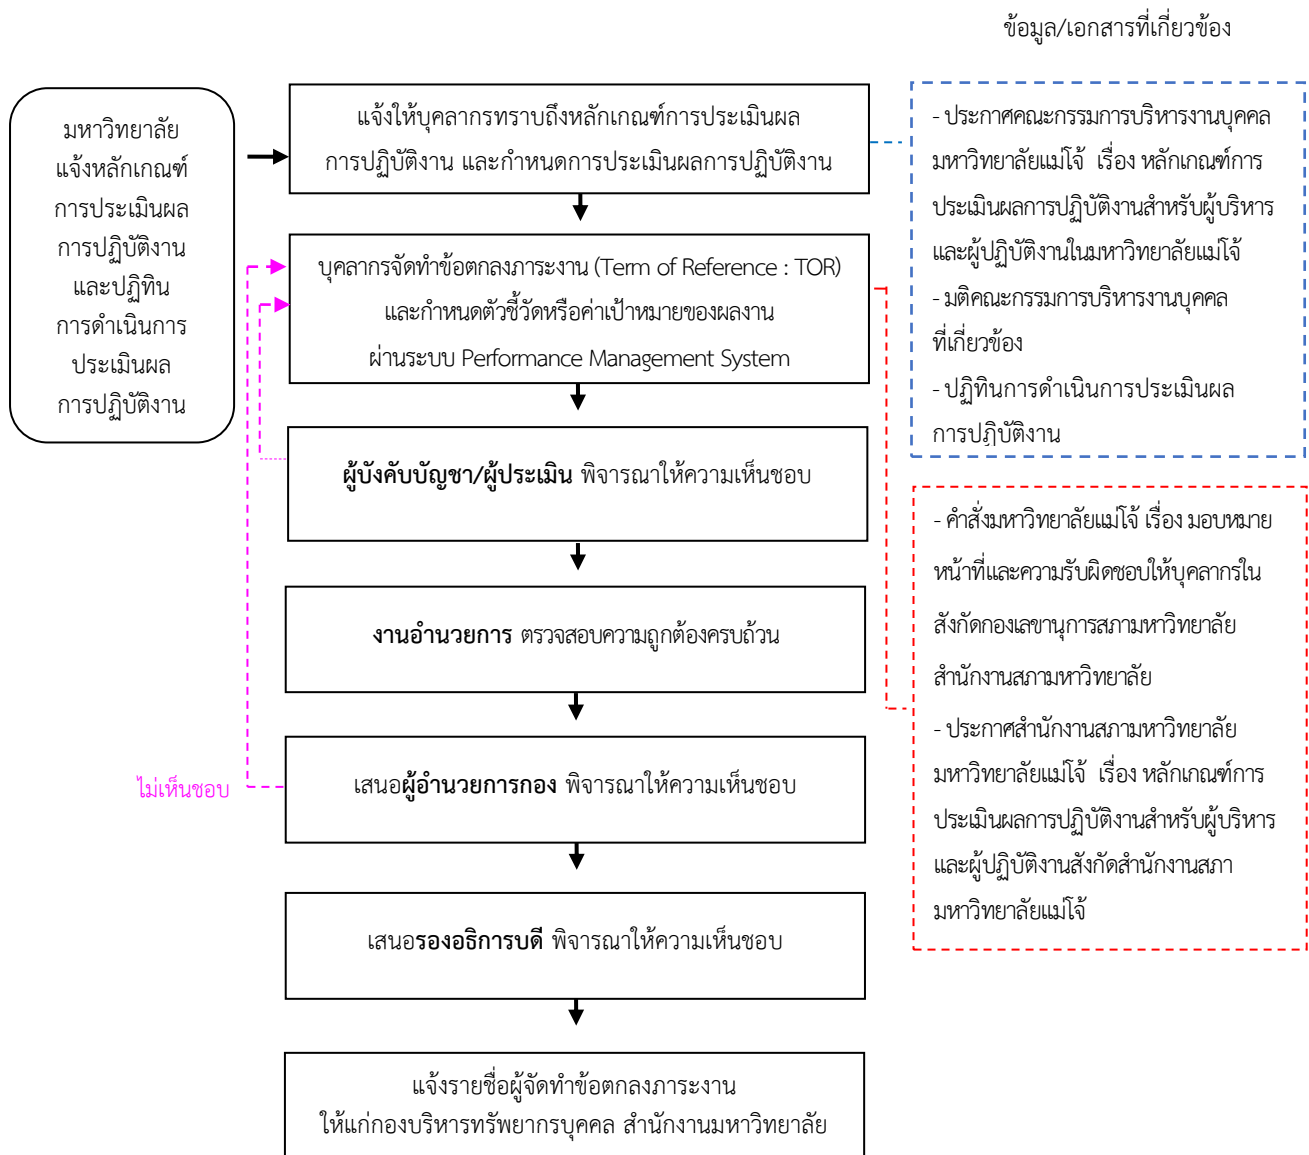 ข้อมูล/เอกสารที่เกี่ยวข้อง
มหาวิทยาลัย
แจ้งหลักเกณฑ์
การประเมินผล
การปฏิบัติงาน
และปฏิทิน
การดำเนินการ
ประเมินผล
การปฏิบัติงาน
แจ้งให้บุคลากรทราบถึงหลักเกณฑ์การประเมินผล
การปฏิบัติงาน และกำหนดการประเมินผลการปฏิบัติงาน
- ประกาศคณะกรรมการบริหารงานบุคคล
มหาวิทยาลัยแม่โจ้ เรื่อง หลักเกณฑ์การ
ประเมินผลการปฏิบัติงานสำหรับผู้บริหาร
และผู้ปฏิบัติงานในมหาวิทยาลัยแม่โจ้
- มติคณะกรรมการบริหารงานบุคคล
ที่เกี่ยวข้อง
- ปฏิทินการดำเนินการประเมินผล
การปฏิบัติงาน
บุคลากรจัดทำข้อตกลงภาระงาน (Term of Reference : TOR)
และกำหนดตัวชี้วัดหรือค่าเป้าหมายของผลงาน
ผ่านระบบ Performance Management System
ผู้บังคับบัญชา/ผู้ประเมิน พิจารณาให้ความเห็นชอบ
- คำสั่งมหาวิทยาลัยแม่โจ้ เรื่อง มอบหมาย
หน้าที่และความรับผิดชอบให้บุคลากรใน
สังกัดกองเลขานุการสภามหาวิทยาลัย
สำนักงานสภามหาวิทยาลัย
- ประกาศสำนักงานสภามหาวิทยาลัย
มหาวิทยาลัยแม่โจ้ เรื่อง หลักเกณฑ์การ
ประเมินผลการปฏิบัติงานสำหรับผู้บริหาร
และผู้ปฏิบัติงานสังกัดสำนักงานสภา
มหาวิทยาลัยแม่โจ้
งานอำนวยการ ตรวจสอบความถูกต้องครบถ้วน
ไม่เห็นชอบ
เสนอผู้อำนวยการกอง พิจารณาให้ความเห็นชอบ
เสนอรองอธิการบดี พิจารณาให้ความเห็นชอบ
แจ้งรายชื่อผู้จัดทำข้อตกลงภาระงาน
ให้แก่กองบริหารทรัพยากรบุคคล สำนักงานมหาวิทยาลัย